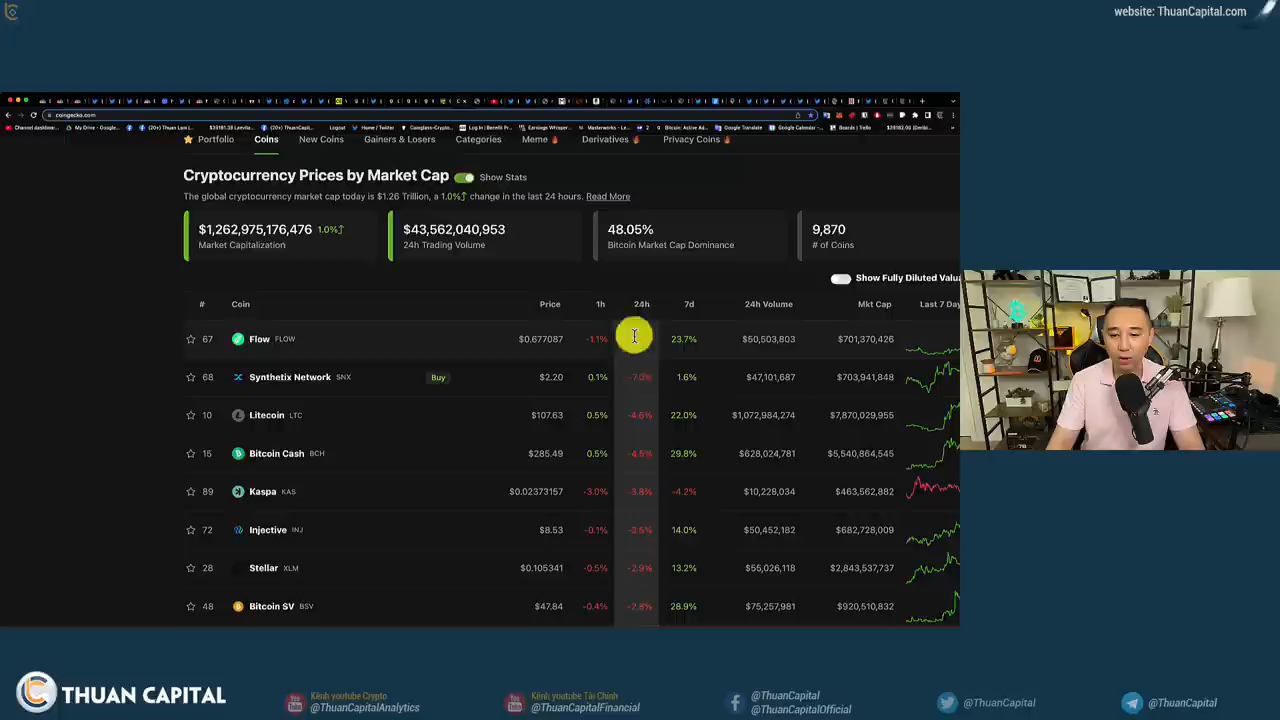 website: ThuanCapital.com
coingecko.com
Portfolio Coins New Coins Gainers & Losers Categories Meme Derivatives Privacy Coins
Cryptocurrency Prices by Market Cap Show Stats
The global cryptocurrency market cap today is $1.26 Trillion, a 1.0% change in the last 24 hours. Read More
$1,262,975,176,476 1.0%
Market Capitalization
$43,562,040,953
24h Trading Volume
48.05%
Bitcoin Market Cap Dominance
9,870
# of Coins
Show Fully Diluted Valua
# Coin Price 1h 24h 7d 24h Volume Mkt Cap Last 7 Day
67 Flow FLOW $0.677087 -1.1% 23.7% $50,503,803 $701,370,426
68 Synthetix Network SNX Buy $2.20 0.1% -7.0% 1.6% $47,101,687 $703,941,848
10 Litecoin LTC $107.63 0.5% -4.6% 22.0% $1,072,984,274 $7,870,029,955
15 Bitcoin Cash BCH $285.49 0.5% -4.5% 29.8% $628,024,781 $5,540,864,545
89 Kaspa KAS $0.02373157 -3.0% -3.8% -4.2% $10,228,034 $463,562,882
72 Injective INJ $8.53 -0.1% 14.0% $50,452,182 $682,728,009
28 Stellar XLM $0.105341 -0.5% -2.9% 13.2% $55,026,118 $2,843,537,737
48 Bitcoin SV BSV $47.84 -0.4% -2.8% 28.9% $75,257,981 $920,510,832
THUAN CAPITAL
Kênh youtube Crypto
@ThuanCapitalAnalytics
Kênh youtube Tài Chính
@ThuanCapitalFinancial
@ThuanCapital
@ThuanCapitalOfficial
@ThuanCapital
@ThuanCapital